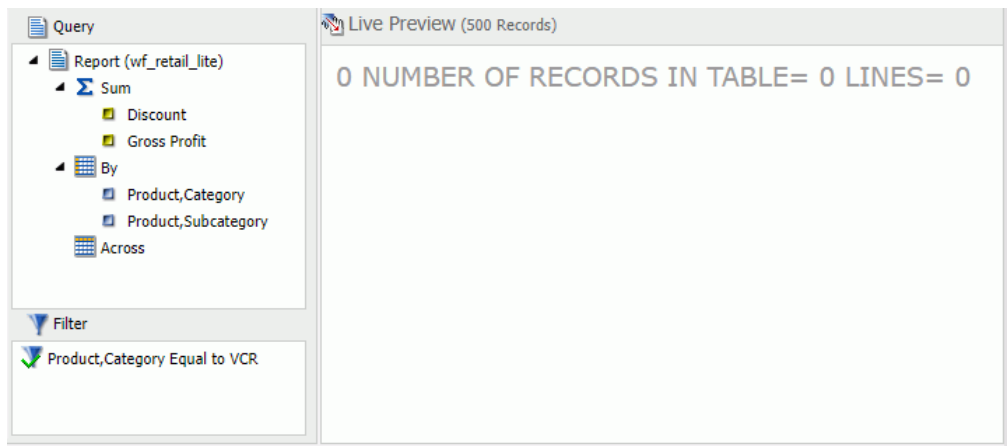 Query
Report (wf_retail_lite)
Sum
Discount
Gross Profit
By
Product,Category
Product,Subcategory
Across
Filter
Product,Category Equal to VCR
Live Preview (500 Records)
0 NUMBER OF RECORDS IN TABLE= 0 LINES= 0